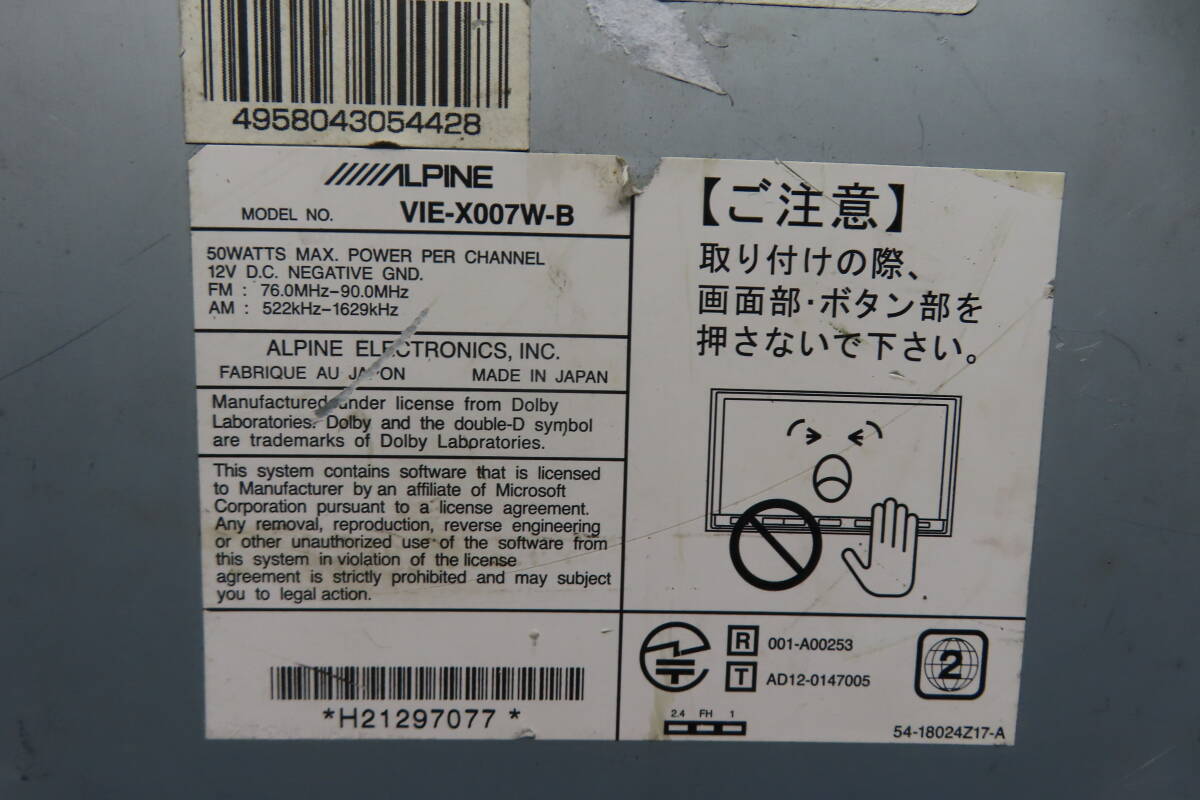 4958043054428
ALPINE
MODEL NO. VIE-X007W-B
50WATTS MAX. POWER PER CHANNEL
12V D.C. NEGATIVE GND.
FM : 76.0MHz-90.0MHz
AM : 522kHz-1629kHz
ALPINE ELECTRONICS, INC.
FABRIQUE AU JAPON MADE IN JAPAN
Manufactured under license from Dolby
Laboratories. Dolby and the double-D symbol
are trademarks of Dolby Laboratories.
This system contains software that is licensed
to Manufacturer by an affiliate of Microsoft
Corporation pursuant to a license agreement.
Any removal, reproduction, reverse engineering
or other unauthorized use of the software from
this system in violation of the license
agreement is strictly prohibited and may subject
you to legal action.
*H21297077*
【ご注意】
取り付けの際、
画面部・ボタン部を
押さないで下さい。
R 001-A00253
T AD12-0147005
2
2.4 FH 1
54-18024Z17-A